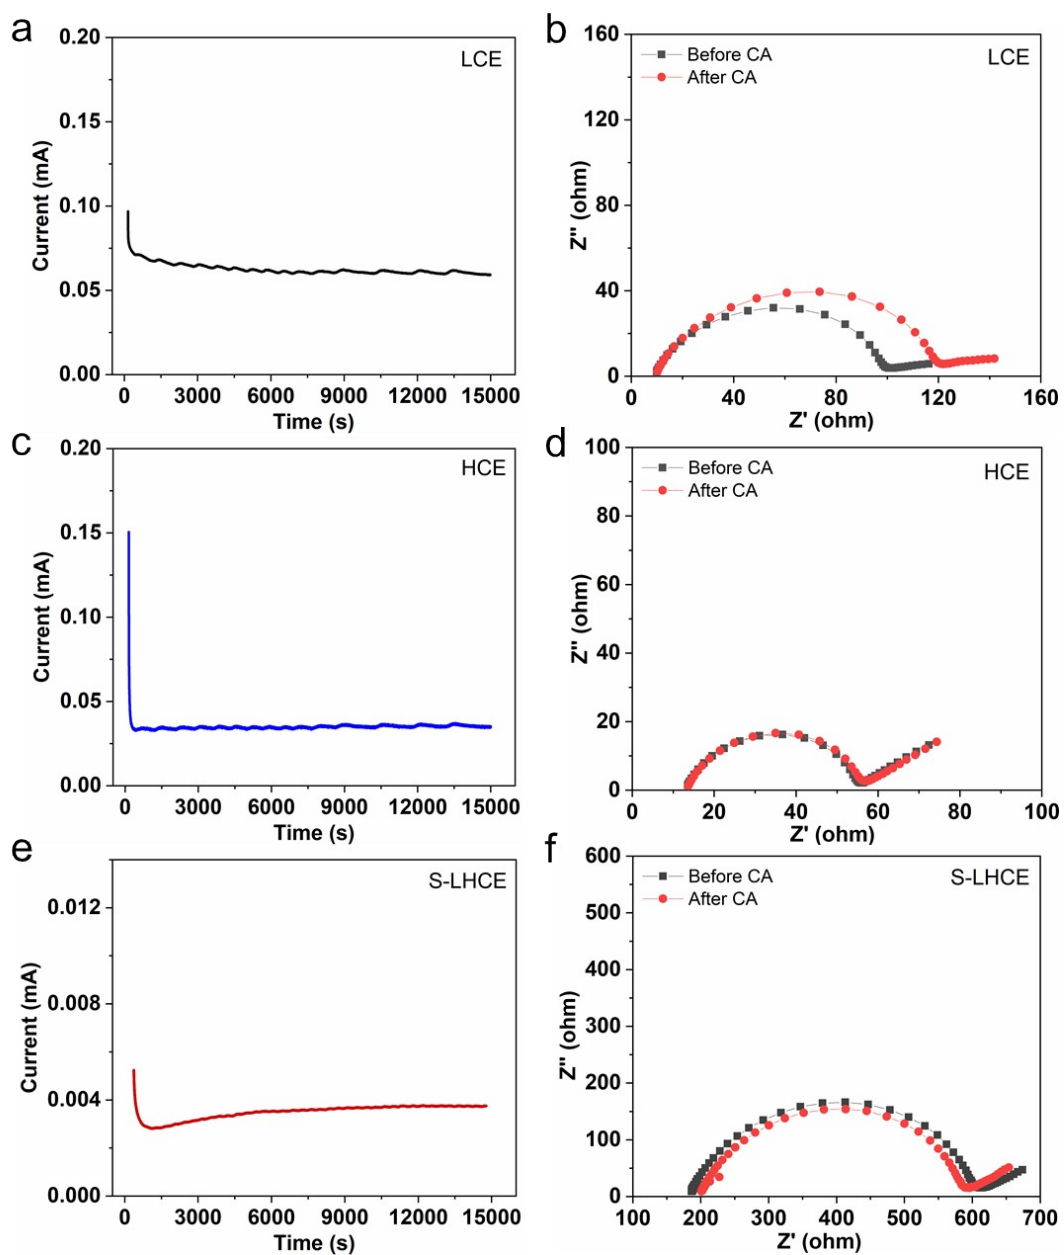 a
LCE
0.20
0.15
0.10
0.05
0.00
Current (mA)
0 3000 6000 9000 12000 15000
Time (s)
b
Before CA
After CA
LCE
160
120
80
40
0
Z'' (ohm)
0 40 80 120 160
Z' (ohm)
c
HCE
0.20
0.15
0.10
0.05
0.00
Current (mA)
0 3000 6000 9000 12000 15000
Time (s)
d
Before CA
After CA
HCE
100
80
60
40
20
0
Z'' (ohm)
0 20 40 60 80 100
Z' (ohm)
e
S-LHCE
0.012
0.008
0.004
0.000
Current (mA)
0 3000 6000 9000 12000 15000
Time (s)
f
Before CA
After CA
S-LHCE
600
500
400
300
200
100
0
Z'' (ohm)
100 200 300 400 500 600 700
Z' (ohm)